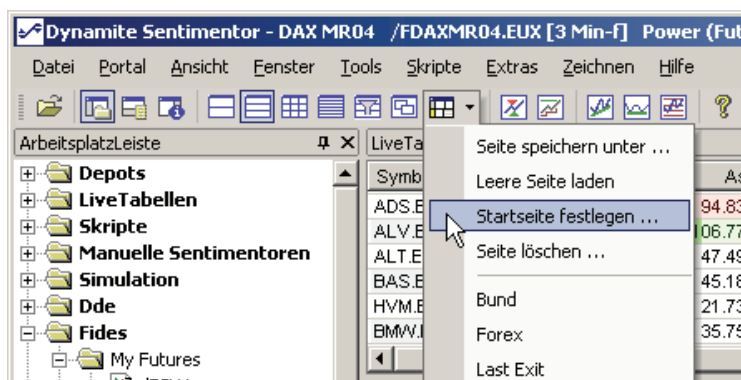 Dynamite Sentimentor - DAX MR04 /FDAXMR04.EUX [3 Min-f] Power (Fut
Datei Portal Ansicht Fenster Tools Skripte Extras Zeichnen Hilfe
ArbeitsplatzLeiste
LiveTa
Depots
LiveTabellen
Skripte
Manuelle Sentimentoren
Simulation
Dde
Fides
My Futures
Symb
ADS.E
ALV.E
ALT.E
BAS.E
HVM.E
BMW.
Seite speichern unter ...
Leere Seite laden
Startseite festlegen ...
Seite löschen ...
Bund
Forex
Last Exit
As
94.83
106.77
47.49
45.18
21.73
35.75